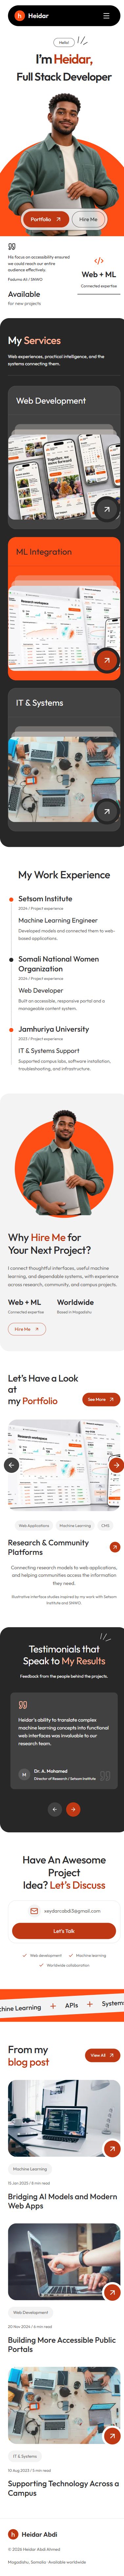 h Heidar
Hello!
I'm Heidar,
Full Stack Developer
Portfolio
Hire Me
His focus on accessibility ensured
we could reach our entire
audience effectively.
Faduma Ali / SNWO
Available
for new projects
Web + ML
Connected expertise
My Services
Web experiences, practical intelligence, and the
systems connecting them.
Web Development
ML Integration
IT & Systems
My Work Experience
Setsom Institute
2024 / Project experience
Machine Learning Engineer
Developed models and connected them to web-
based applications.
Somali National Women
Organization
2024 / Project experience
Web Developer
Built an accessible, responsive portal and a
manageable content system.
Jamhuriya University
2023 / Project experience
IT & Systems Support
Supported campus labs, software installation,
troubleshooting, and infrastructure.
Why Hire Me for
Your Next Project?
I connect thoughtful interfaces, useful machine
learning, and dependable systems, with experience
across research, community, and campus projects.
Web + ML
Connected expertise
Worldwide
Based in Mogadishu
Hire Me
Let's Have a Look
at
my Portfolio
See More
Web Applications
Machine Learning
CMS
Research & Community
Platforms
Connecting research models to web applications,
and helping communities access the information
they need.
Illustrative interface studies inspired by my work with Setsom
Institute and SNWO.
Testimonials that
Speak to My Results
Feedback from the people behind the projects.
Heidar's ability to translate complex
machine learning concepts into functional
web interfaces was invaluable to our
research team.
Dr. A. Mohamed
Director of Research / Setsom Institute
Have An Awesome
Project
Idea? Let's Discuss
xeydarcabdi3@gmail.com
Let's Talk
Web development
Machine learning
Worldwide collaboration
chine Learning + APIs + Systems
From my
blog post
View All
Machine Learning
15 Jan 2025 / 8 min read
Bridging AI Models and Modern
Web Apps
Web Development
20 Nov 2024 / 6 min read
Building More Accessible Public
Portals
IT & Systems
10 Aug 2023 / 5 min read
Supporting Technology Across a
Campus
h Heidar Abdi
© 2026 Heidar Abdi Ahmed
Mogadishu, Somalia · Available worldwide